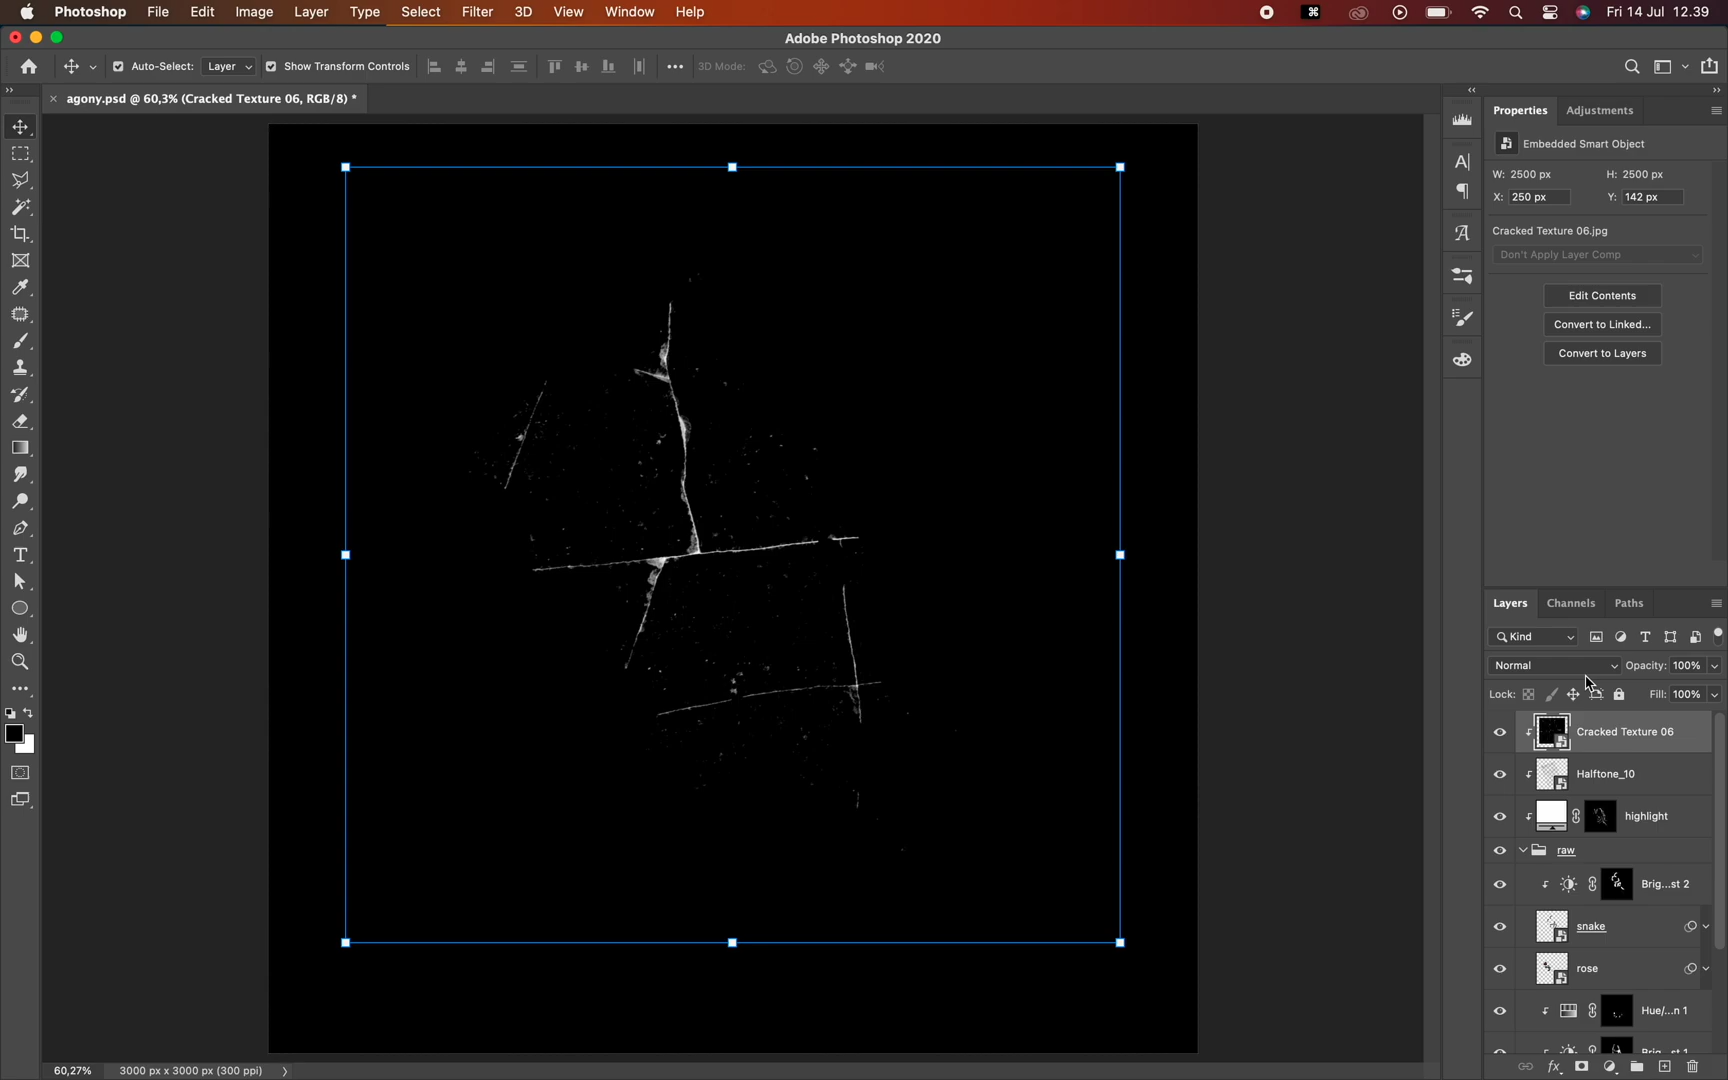 Photoshop File Edit Image Layer Type Select Filter 3D View Window Help Fri 14 Jul 12.39
Adobe Photoshop 2020
Auto-Select: Layer Show Transform Controls 3D Mode:
agony.psd @ 60,3% (Cracked Texture 06, RGB/8) *
Properties Adjustments
Embedded Smart Object
W: 2500 px H: 2500 px
X: 250 px Y: 142 px
Cracked Texture 06.jpg
Don't Apply Layer Comp
Edit Contents
Convert to Linked...
Convert to Layers
Layers Channels Paths
Kind
Normal Opacity: 100%
Lock: Fill: 100%
Cracked Texture 06
Halftone_10
highlight
raw
Brig...st 2
snake
rose
Hue/...n 1
Brig...st 1
60,27% 3000 px x 3000 px (300 ppi)